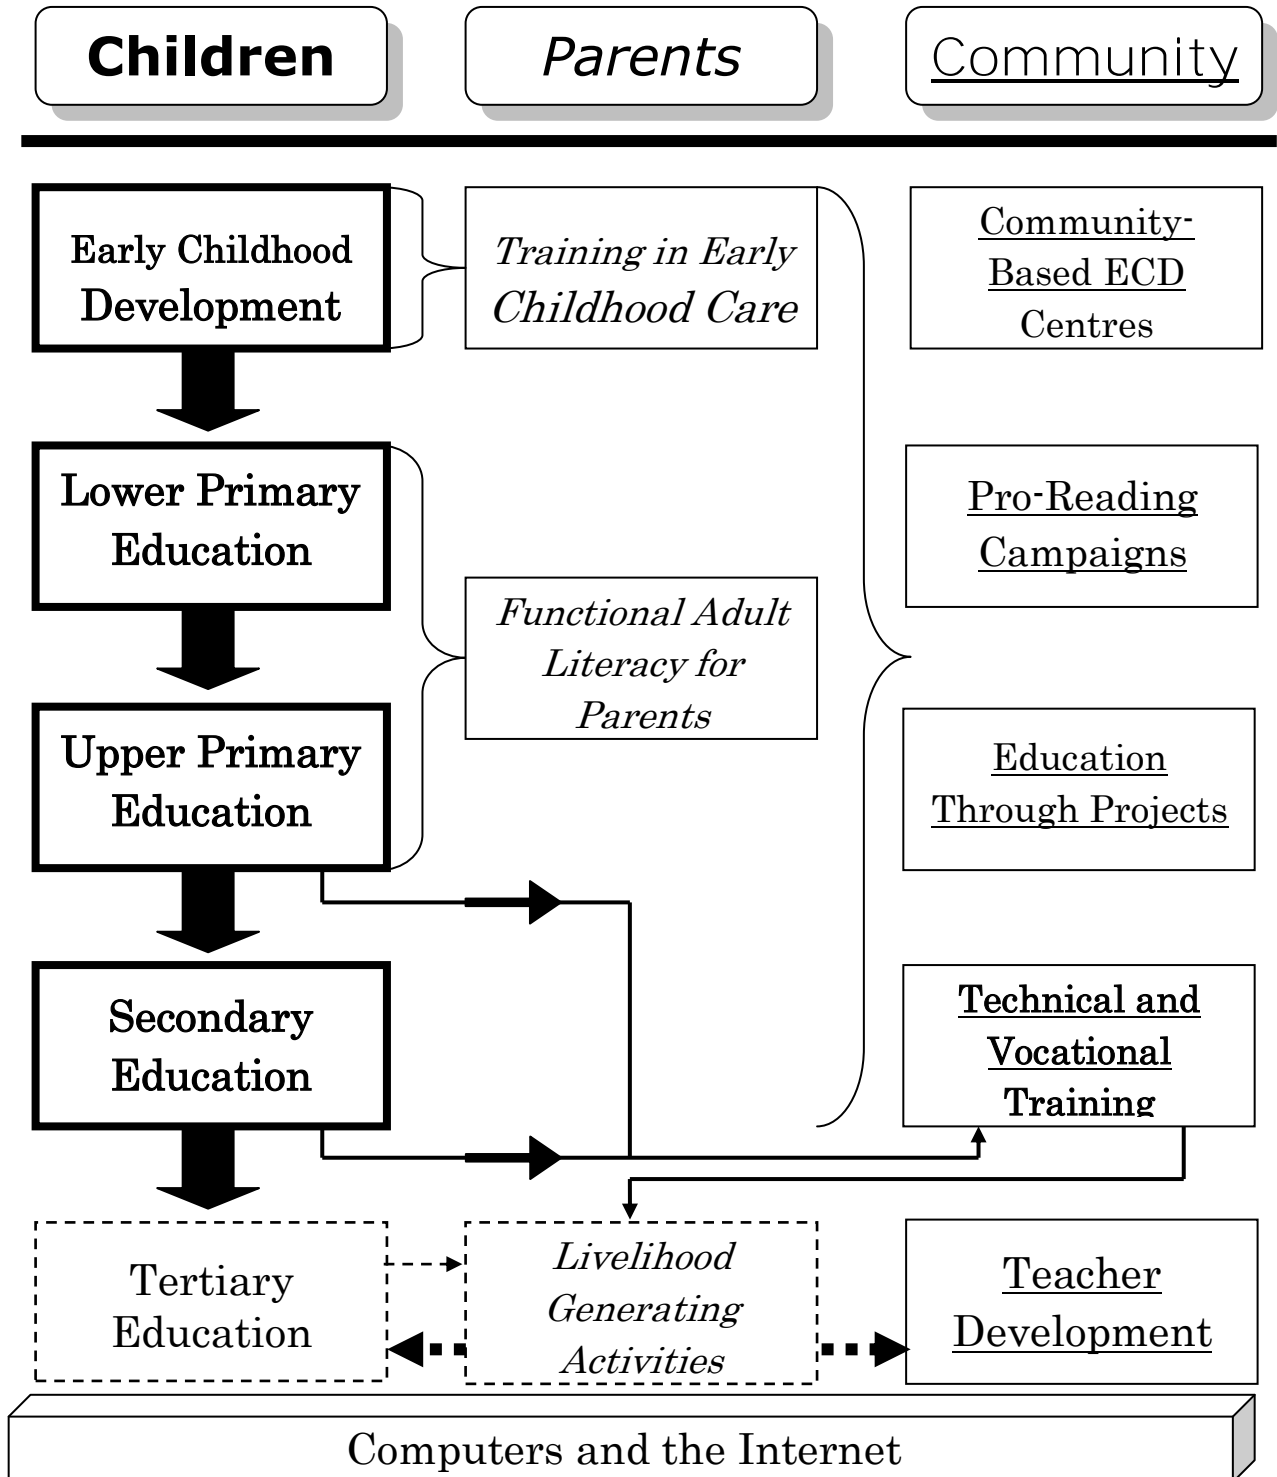 Children
Parents
Community
Early Childhood
Development
Training in Early
Childhood Care
Community-
Based ECD
Centres
Lower Primary
Education
Pro-Reading
Campaigns
Functional Adult
Literacy for
Parents
Upper Primary
Education
Education
Through Projects
Secondary
Education
Technical and
Vocational
Training
Tertiary
Education
Livelihood
Generating
Activities
Teacher
Development
Computers and the Internet